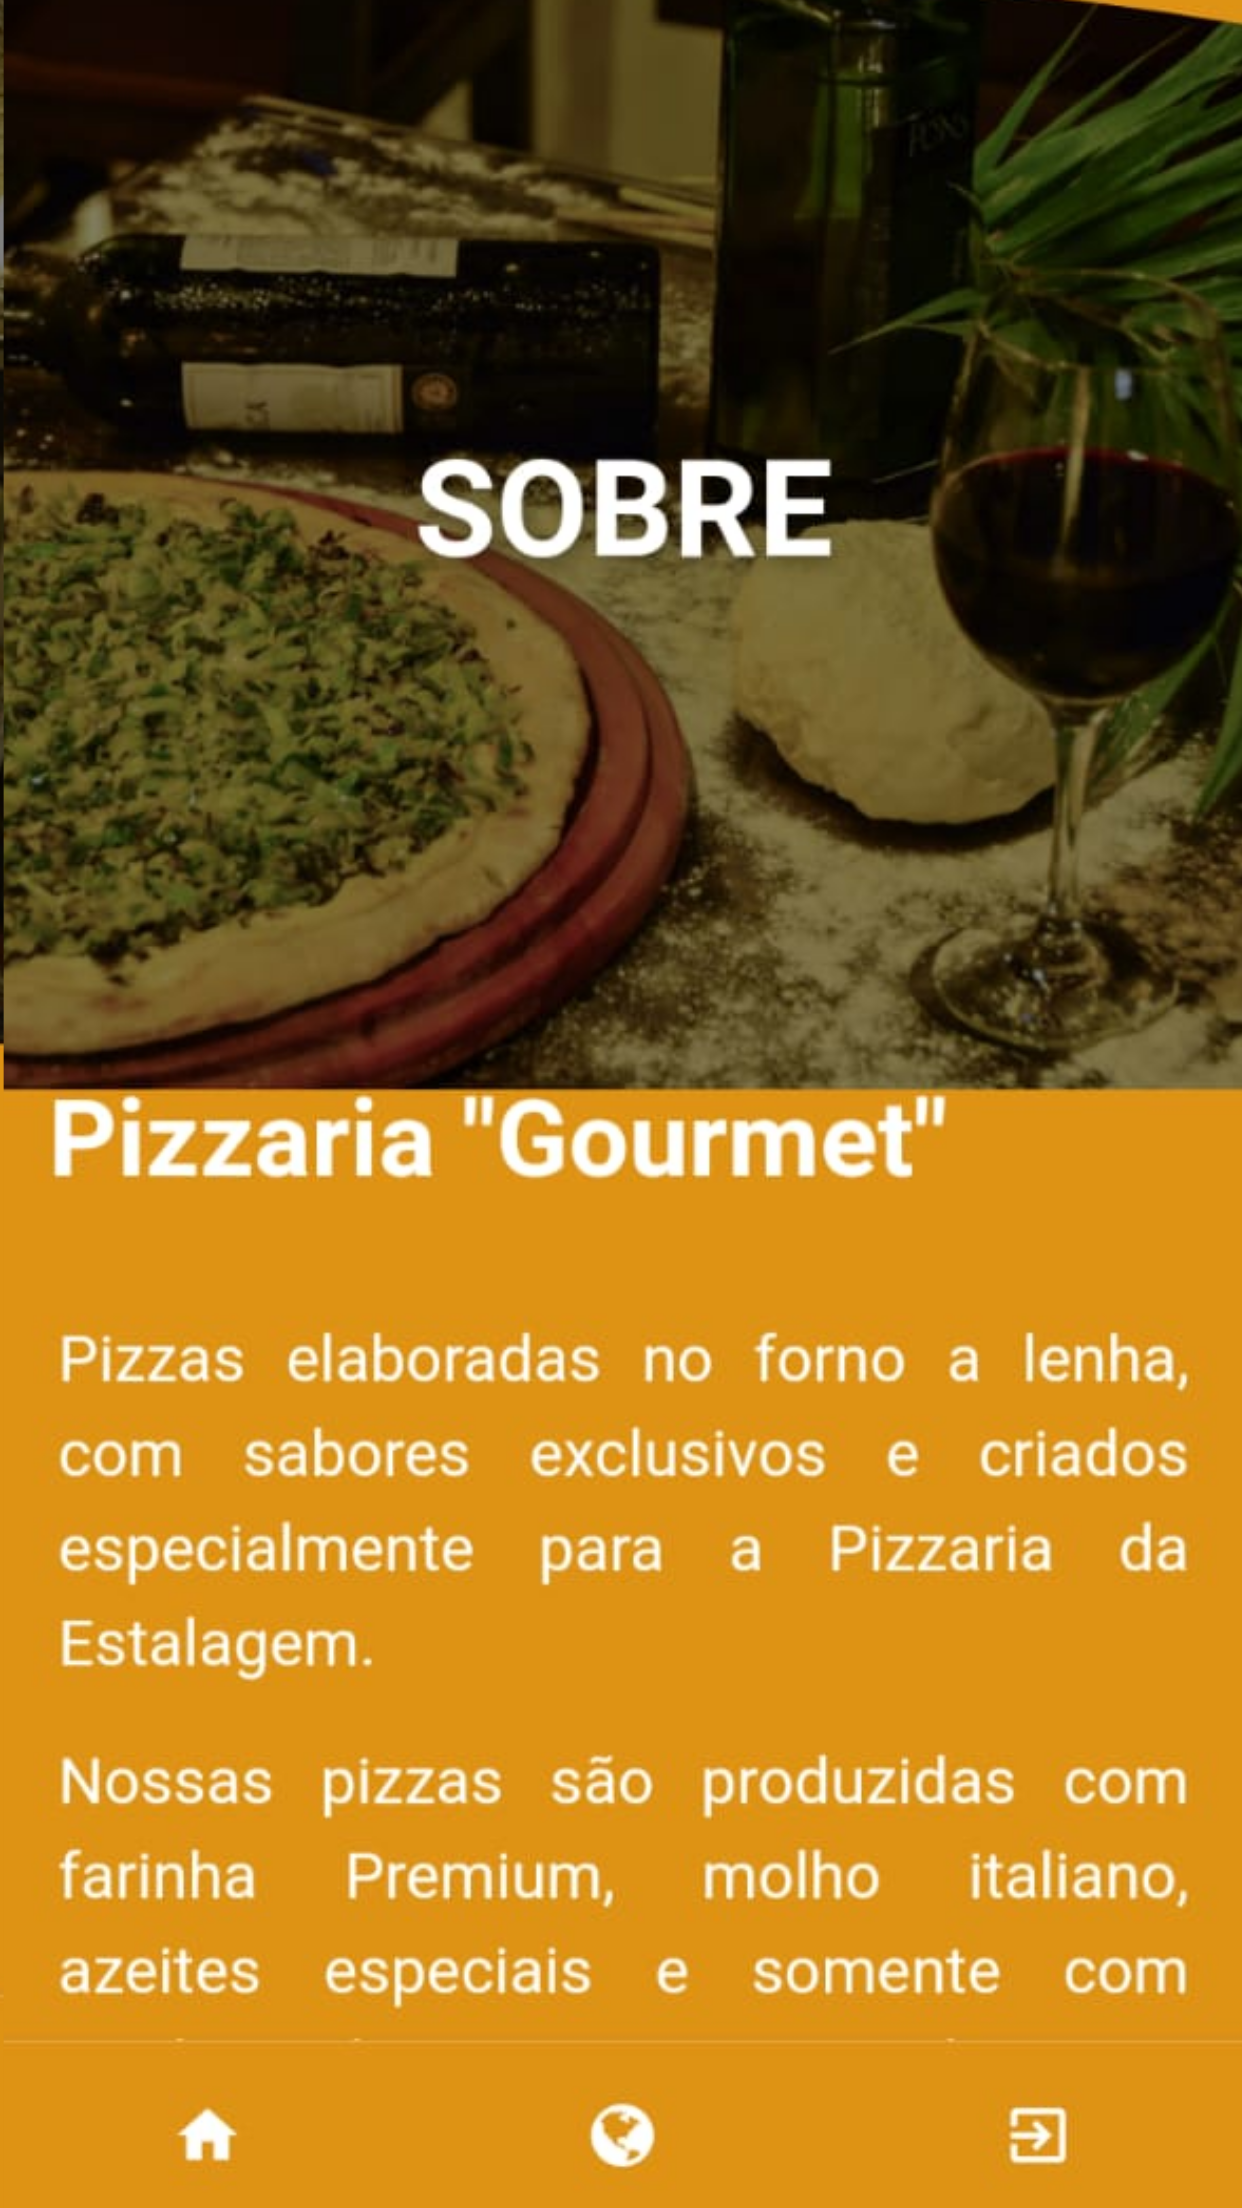 SOBRE
Pizzaria "Gourmet"
Pizzas elaboradas no forno a lenha,
com sabores exclusivos e criados
especialmente para a Pizzaria da
Estalagem.
Nossas pizzas são produzidas com
farinha Premium, molho italiano,
azeites especiais e somente com